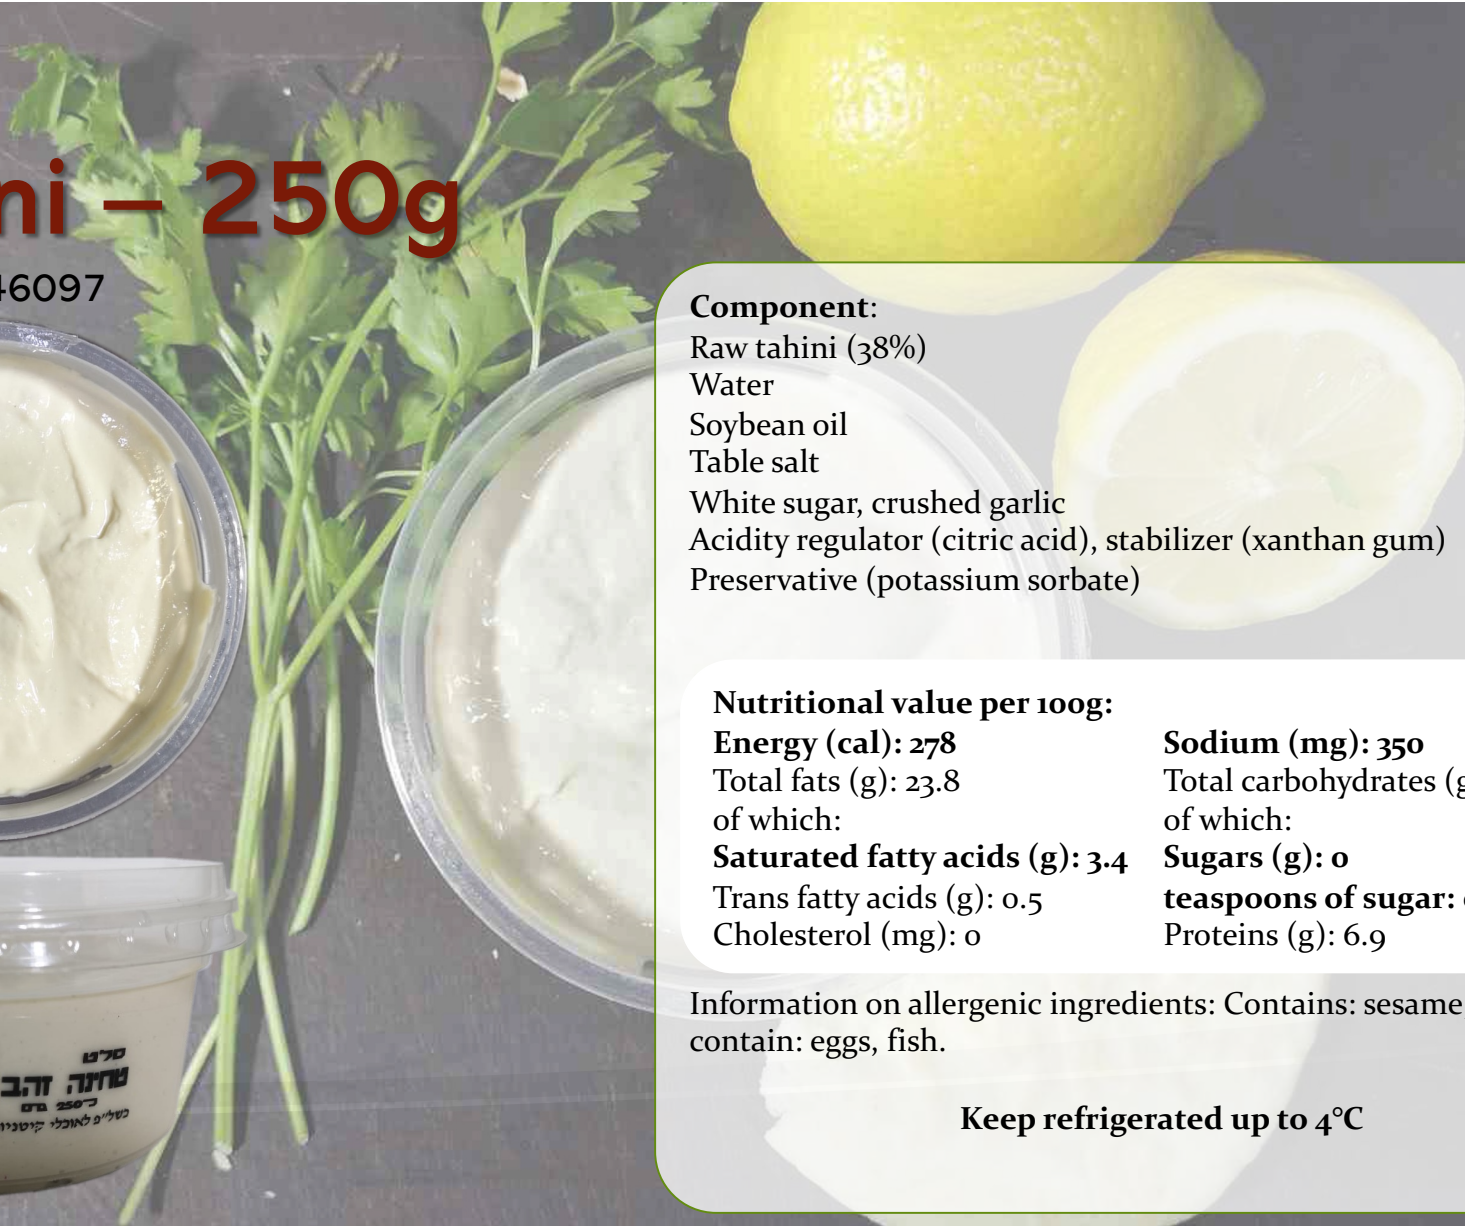 ni – 250g
46097
Component:
Raw tahini (38%)
Water
Soybean oil
Table salt
White sugar, crushed garlic
Acidity regulator (citric acid), stabilizer (xanthan gum)
Preservative (potassium sorbate)
Nutritional value per 100g:
Energy (cal): 278
Total fats (g): 23.8
of which:
Saturated fatty acids (g): 3.4
Trans fatty acids (g): 0.5
Cholesterol (mg): 0
Sodium (mg): 350
Total carbohydrates (g
of which:
Sugars (g): 0
teaspoons of sugar:
Proteins (g): 6.9
Information on allergenic ingredients: Contains: sesame
contain: eggs, fish.
Keep refrigerated up to 4°C
סלט
טחינה זהב
כ-250 גרם
כשל"פ לאוכלי קיטניות